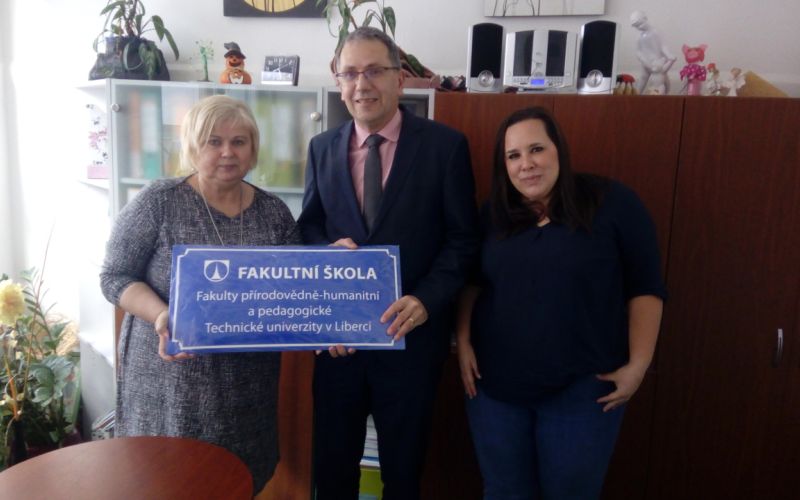 FAKULTNÍ ŠKOLA
Fakulty přírodovědně-humanitní
a pedagogické
Technické univerzity v Liberci